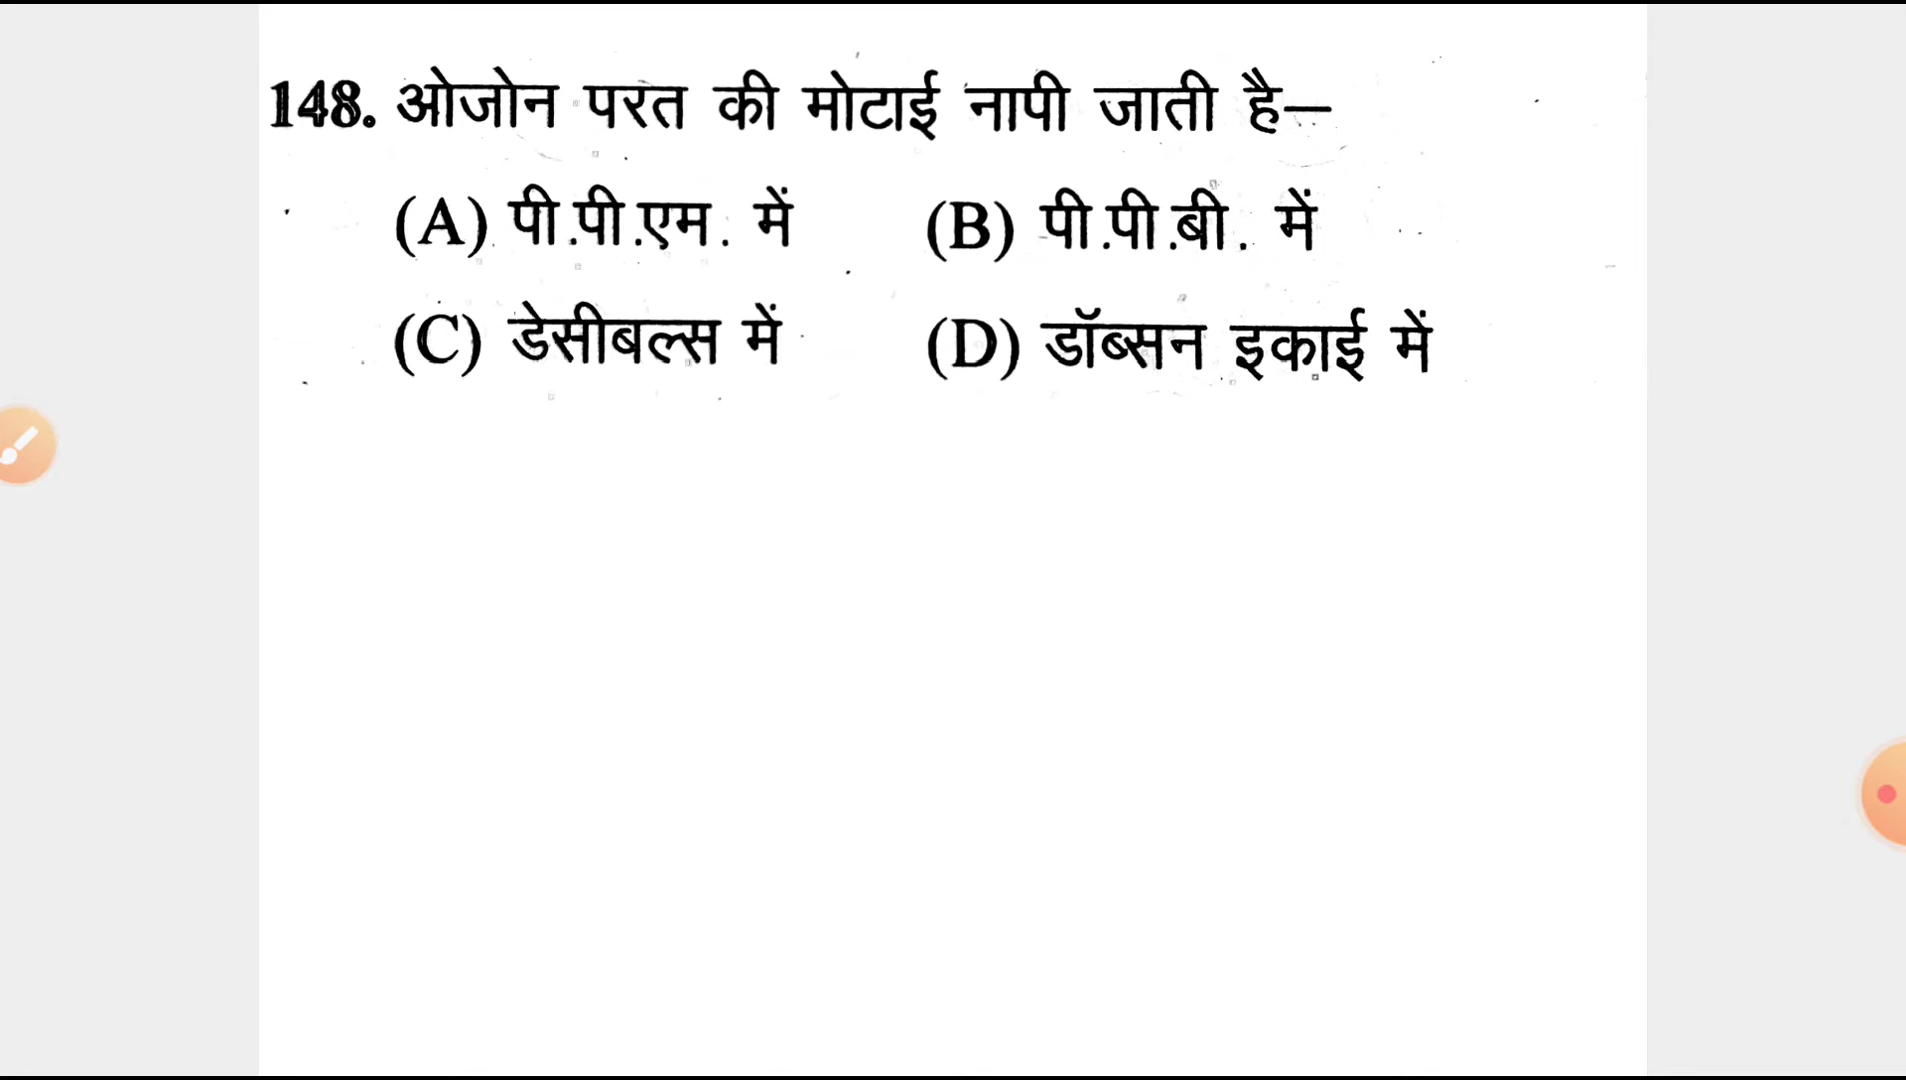 148. ओजोन परत की मोटाई नापी जाती है—
(A) पी.पी.एम. में (B) पी.पी.बी. में
(C) डेसीबल्स में (D) डॉब्सन इकाई में